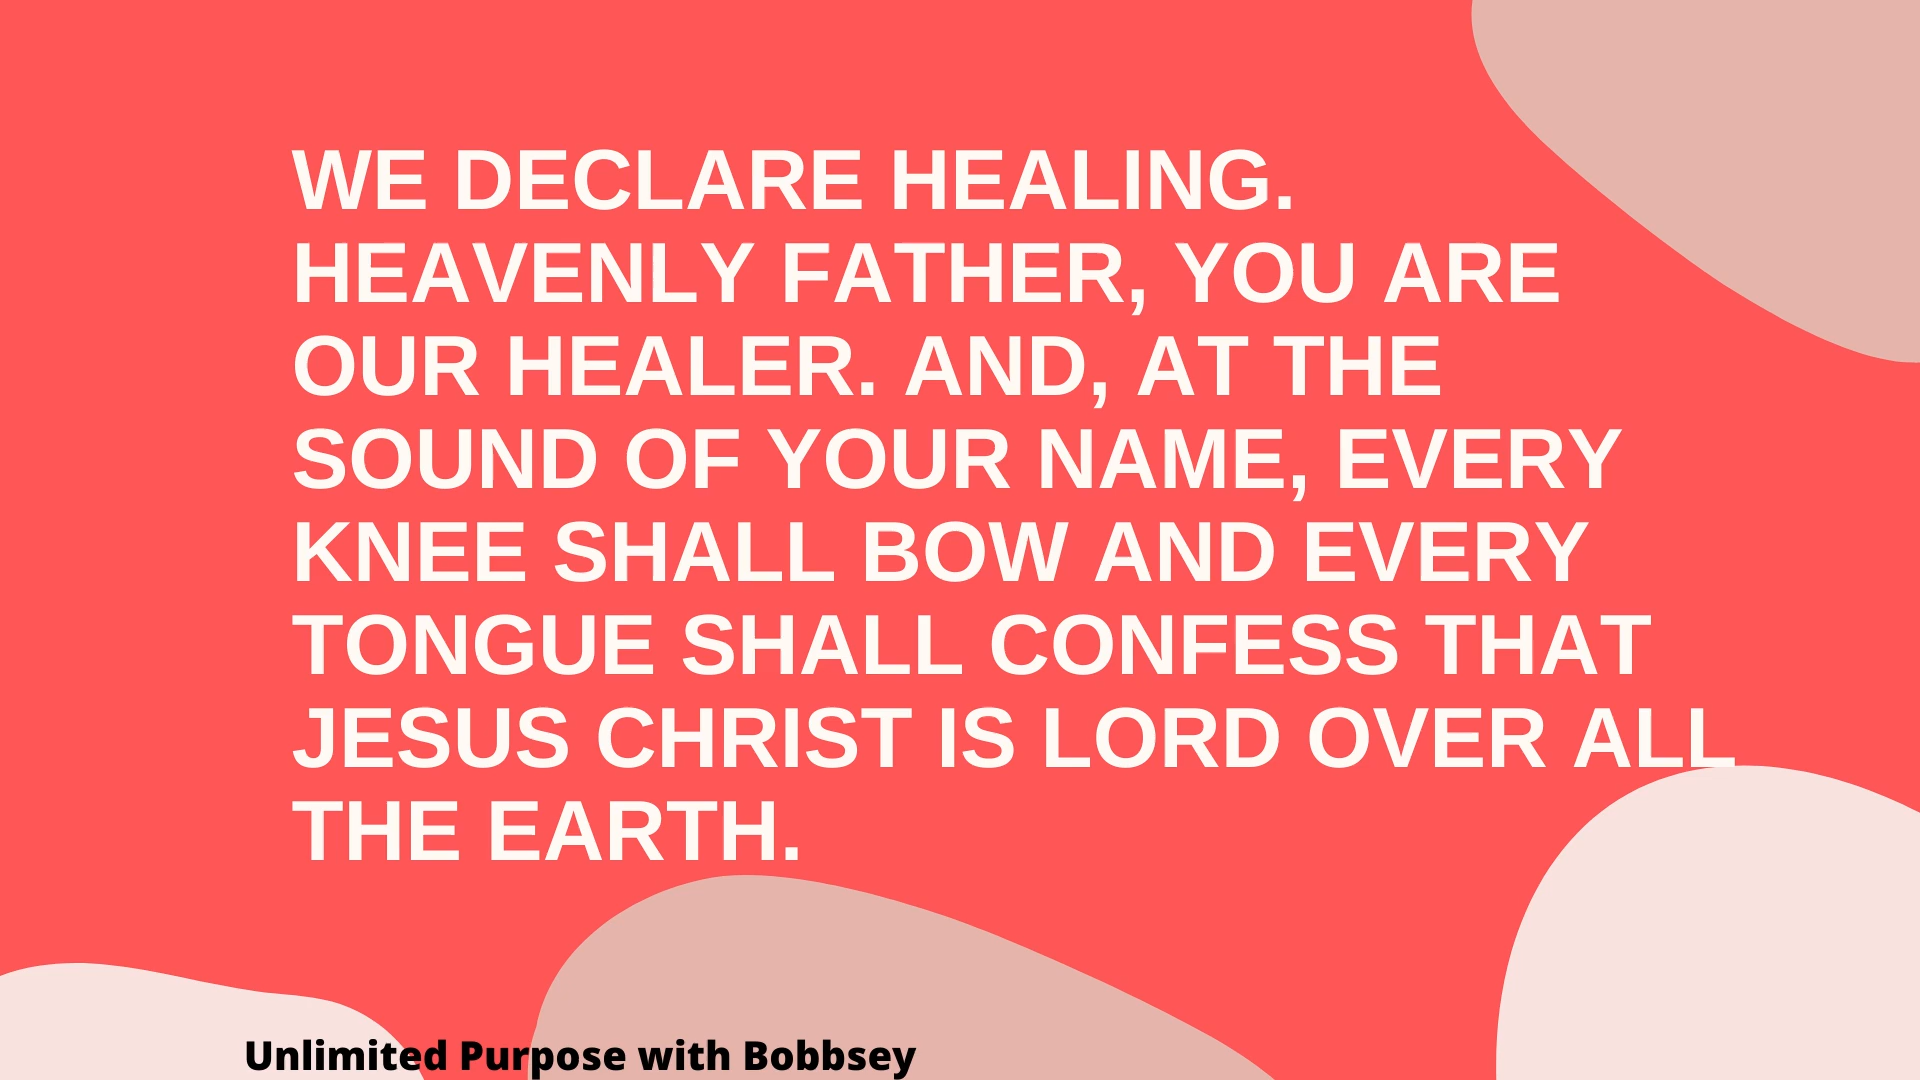 WE DECLARE HEALING.
HEAVENLY FATHER, YOU ARE
OUR HEALER. AND, AT THE
SOUND OF YOUR NAME, EVERY
KNEE SHALL BOW AND EVERY
TONGUE SHALL CONFESS THAT
JESUS CHRIST IS LORD OVER ALL
THE EARTH.
Unlimited Purpose with Bobbsey